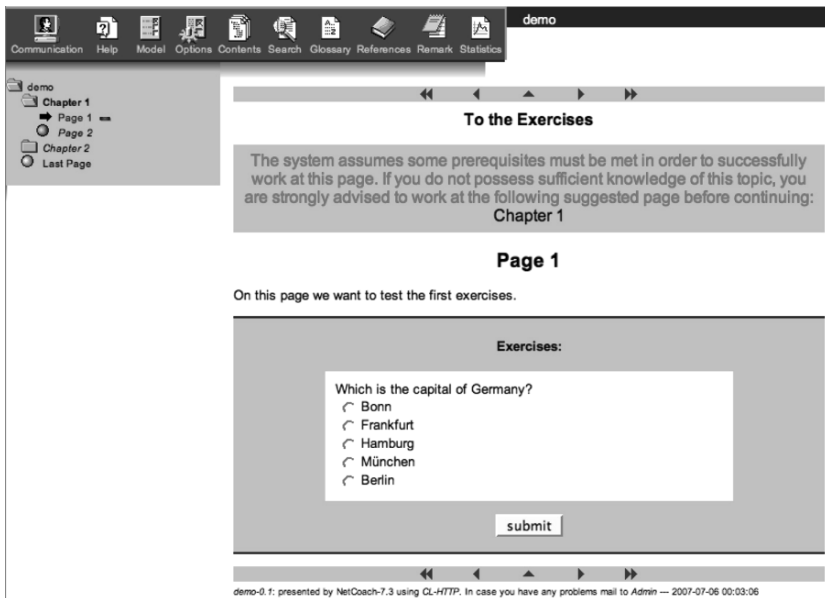 demo
Communication Help Model Options Contents Search Glossary References Remark Statistics
demo
Chapter 1
Page 1
Page 2
Chapter 2
Last Page
To the Exercises
The system assumes some prerequisites must be met in order to successfully
work at this page. If you do not possess sufficient knowledge of this topic, you
are strongly advised to work at the following suggested page before continuing:
Chapter 1
Page 1
On this page we want to test the first exercises.
Exercises:
Which is the capital of Germany?
Bonn
Frankfurt
Hamburg
München
Berlin
submit
demo-0.1: presented by NetCoach-7.3 using CL-HTTP. In case you have any problems mail to Admin --- 2007-07-06 00:03:06